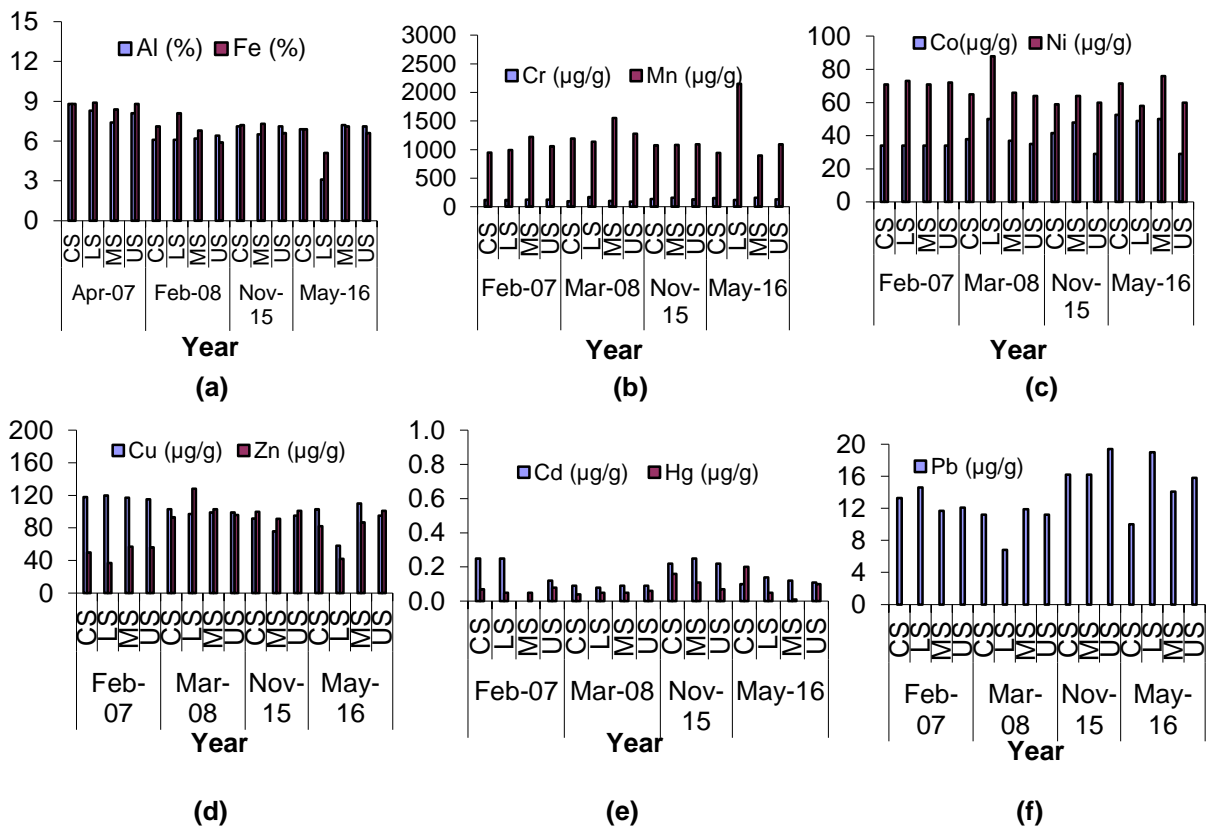 15
12
9
6
3
0
Al (%) Fe (%)
CS LS MS US CS LS MS US CS MS US CS LS MS US
Apr-07 Feb-08 Nov-15 May-16
Year
(a)
3000
2500
2000
1500
1000
500
0
Cr (µg/g) Mn (µg/g)
CS LS MS US CS LS MS US CS MS US CS LS MS US
Feb-07 Mar-08 Nov-15 May-16
Year
(b)
100
80
60
40
20
0
Co(µg/g) Ni (µg/g)
CS LS MS US CS LS MS US CS MS US CS LS MS US
Feb-07 Mar-08 Nov-15 May-16
Year
(c)
200
160
120
80
40
0
Cu (µg/g) Zn (µg/g)
CS LS MS US CS LS MS US CS MS US CS LS MS US
Feb-07 Mar-08 Nov-15 May-16
Year
(d)
1.0
0.8
0.6
0.4
0.2
0.0
Cd (µg/g) Hg (µg/g)
CS LS MS US CS LS MS US CS MS US CS LS MS US
Feb-07 Mar-08 Nov-15 May-16
Year
(e)
20
16
12
8
4
0
Pb (µg/g)
CS LS MS US CS LS MS US CS MS US CS LS MS US
Feb-07 Mar-08 Nov-15 May-16
Year
(f)